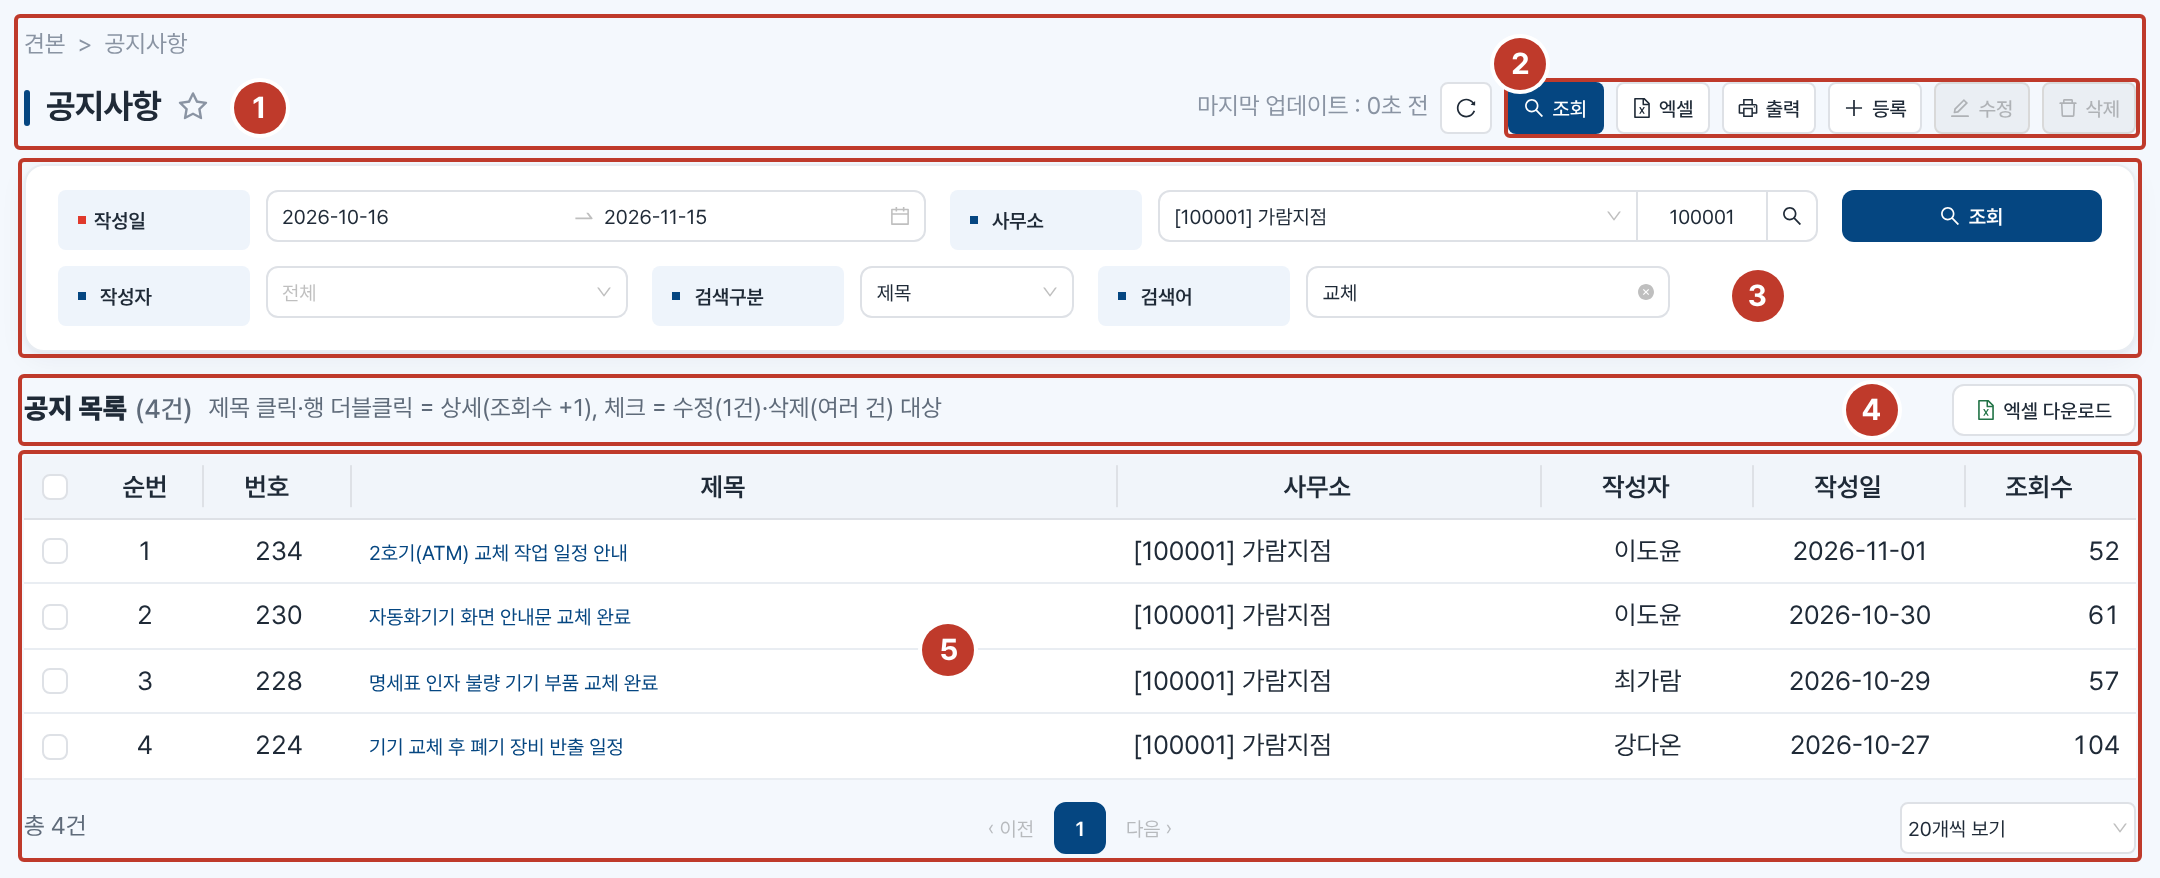 견본 > 공지사항
공지사항 1
마지막 업데이트 : 0초 전
2
조회 엑셀 출력 등록 수정 삭제
작성일 2026-10-16 → 2026-11-15 사무소 [100001] 가람지점 100001 조회
작성자 전체 검색구분 제목 검색어 교체 3
공지 목록 (4건) 제목 클릭·행 더블클릭 = 상세(조회수 +1), 체크 = 수정(1건)·삭제(여러 건) 대상 4 엑셀 다운로드
순번 번호 제목 사무소 작성자 작성일 조회수
1 234 2호기(ATM) 교체 작업 일정 안내 [100001] 가람지점 이도윤 2026-11-01 52
2 230 자동화기기 화면 안내문 교체 완료 [100001] 가람지점 이도윤 2026-10-30 61
5
3 228 명세표 인자 불량 기기 부품 교체 완료 [100001] 가람지점 최가람 2026-10-29 57
4 224 기기 교체 후 폐기 장비 반출 일정 [100001] 가람지점 강다온 2026-10-27 104
총 4건 ‹ 이전 1 다음 › 20개씩 보기